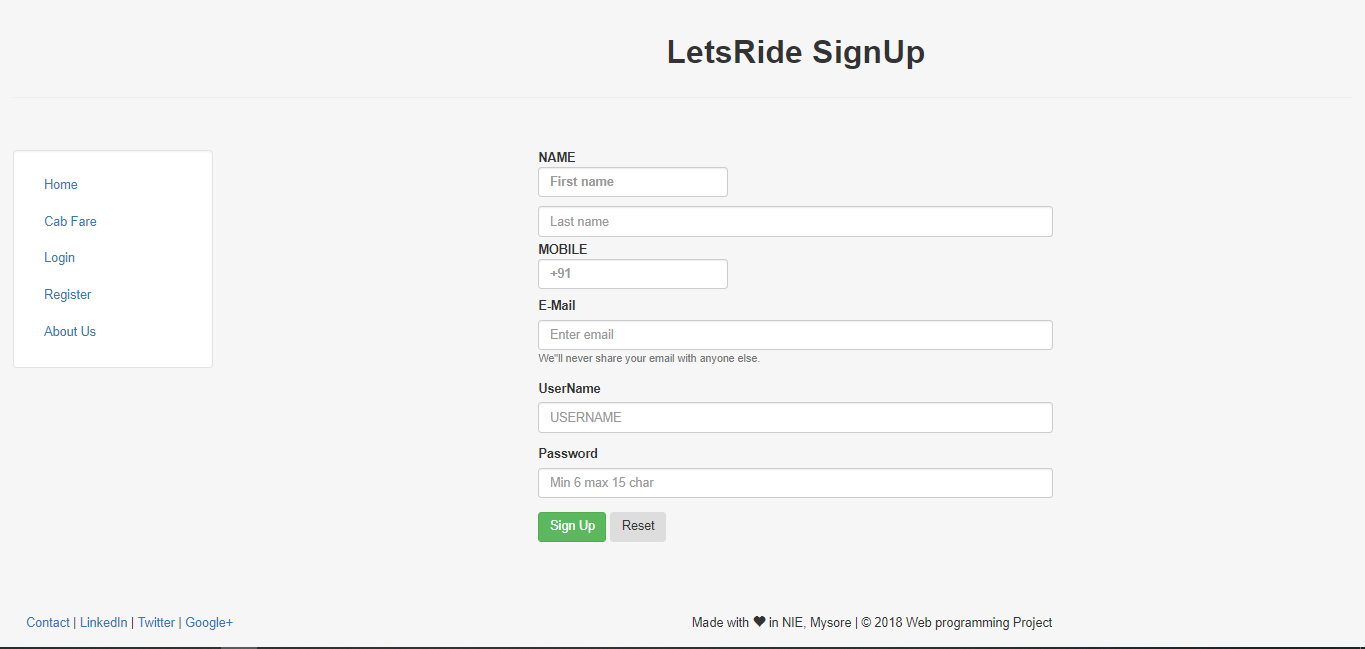 LetsRide SignUp
Home
Cab Fare
Login
Register
About Us
NAME
First name
Last name
MOBILE
+91
E-Mail
Enter email
We"ll never share your email with anyone else.
UserName
USERNAME
Password
Min 6 max 15 char
Sign Up Reset
Contact | LinkedIn | Twitter | Google+
Made with ❤ in NIE, Mysore | © 2018 Web programming Project